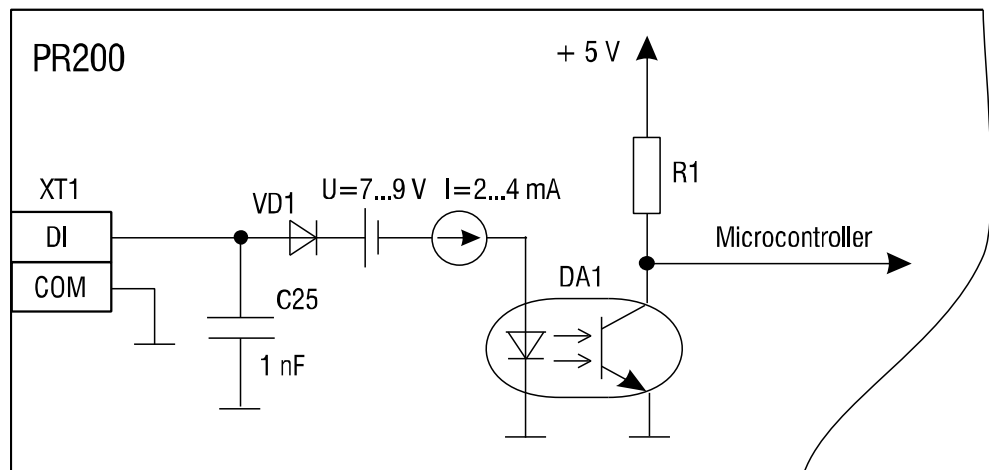 PR200
+ 5 V
R1
XT1
DI
COM
VD1
U=7...9 V
I=2...4 mA
Microcontroller
DA1
C25
1 nF